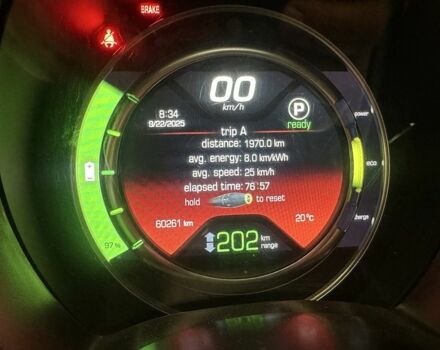 BRAKE
00
km/h
8:34
9/22/2025
P
ready
trip A
distance: 1970.0 km
avg. energy: 8.0 km/kWh
avg. speed: 25 km/h
elapsed time: 76:57
hold to reset
60261 km
20 °C
202 km
range
97 %
power
eco
charge